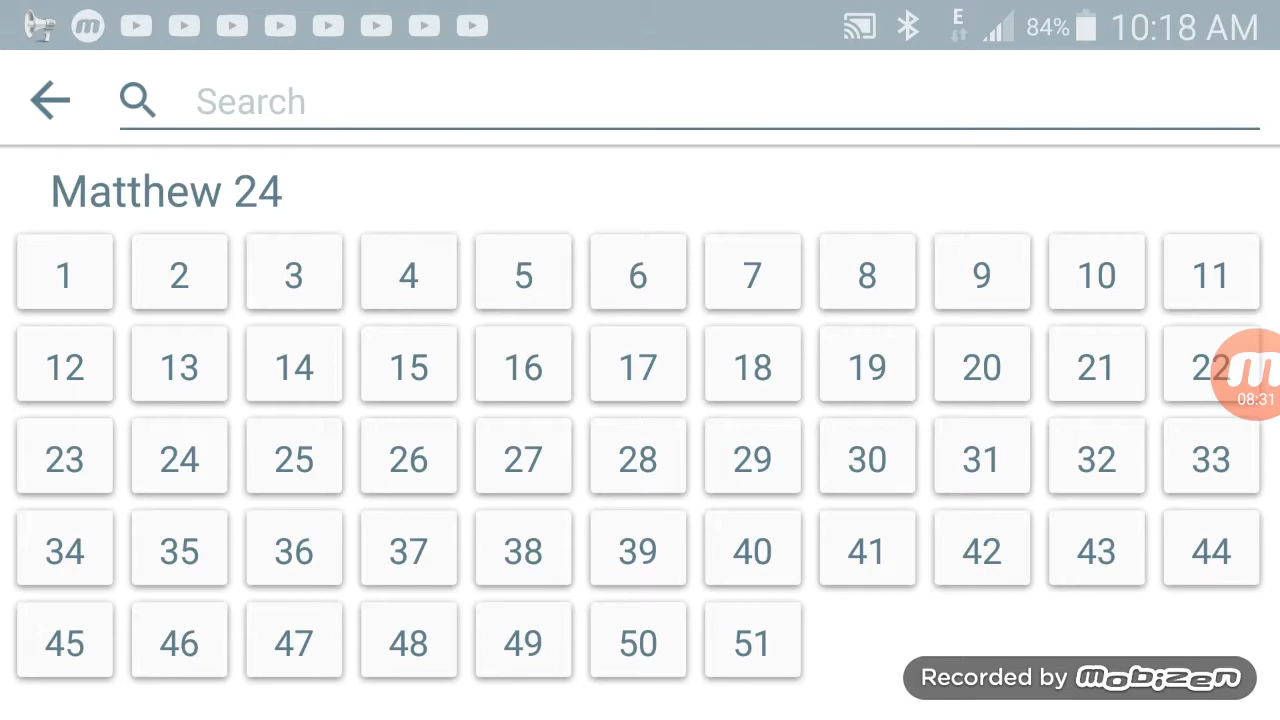 E 84% 10:18 AM
Search
Matthew 24
1 2 3 4 5 6 7 8 9 10 11
12 13 14 15 16 17 18 19 20 21 22
m
08:31
23 24 25 26 27 28 29 30 31 32 33
34 35 36 37 38 39 40 41 42 43 44
45 46 47 48 49 50 51
Recorded by mobizen